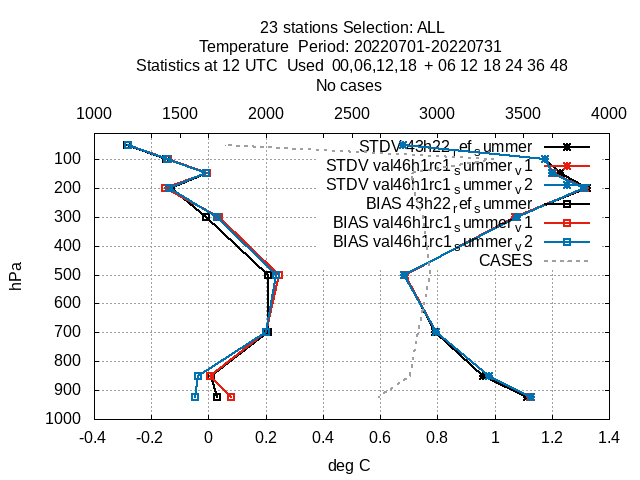 23 stations Selection: ALL
Temperature Period: 20220701-20220731
Statistics at 12 UTC Used 00,06,12,18 + 06 12 18 24 36 48
No cases
1000 1500 2000 2500 3000 3500 4000
STDV 43h22_ref_summer
STDV val46h1rc1_summer_v1
STDV val46h1rc1_summer_v2
BIAS 43h22_ref_summer
BIAS val46h1rc1_summer_v1
BIAS val46h1rc1_summer_v2
CASES
hPa
100
200
300
400
500
600
700
800
900
1000
-0.4 -0.2 0 0.2 0.4 0.6 0.8 1 1.2 1.4
deg C